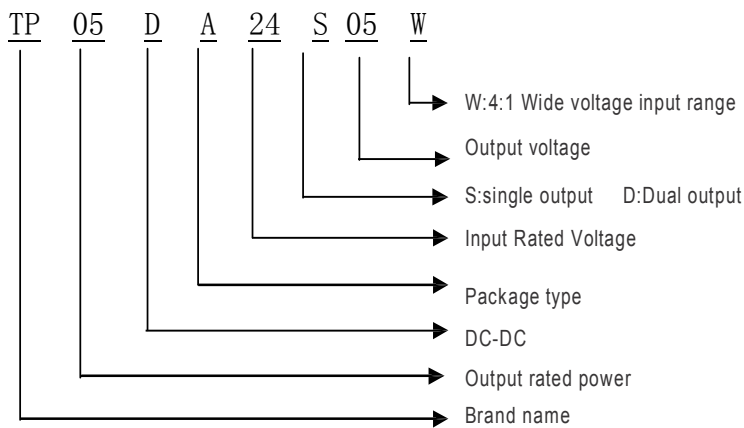 TP 05 D A 24 S 05 W
W:4:1 Wide voltage input range
Output voltage
S:single output D:Dual output
Input Rated Voltage
Package type
DC-DC
Output rated power
Brand name